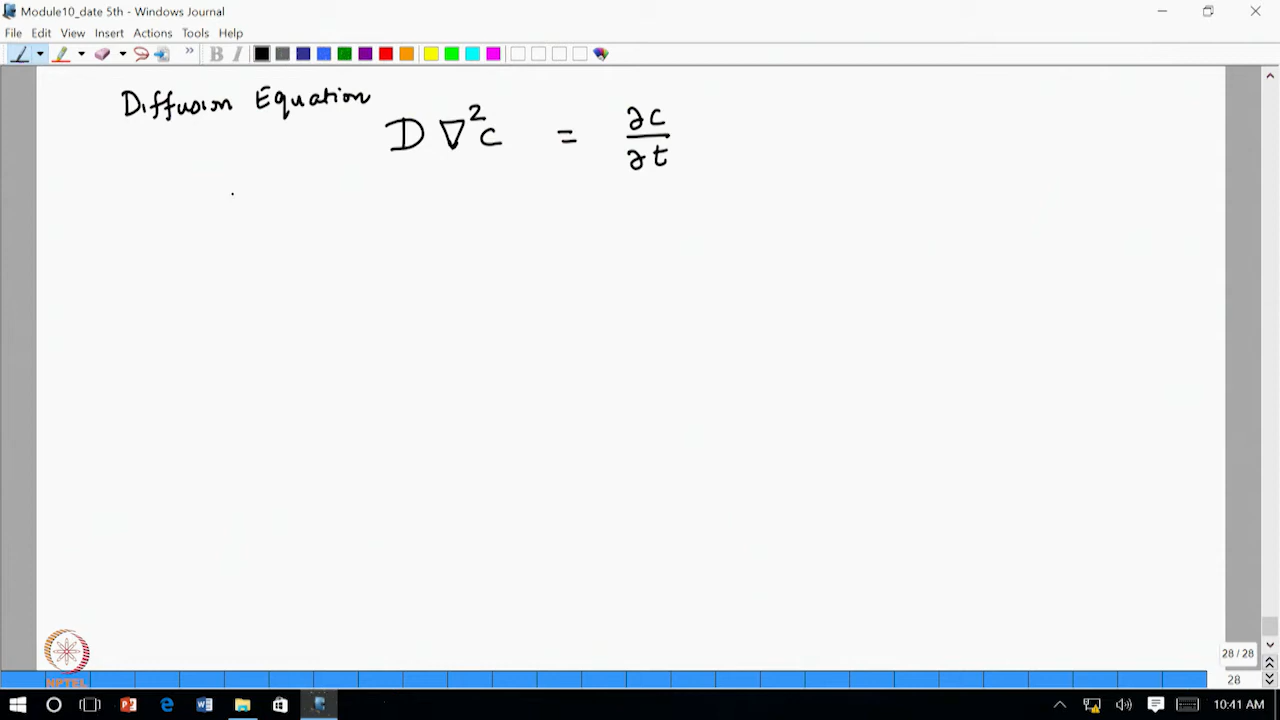 Module10_date 5th - Windows Journal
File Edit View Insert Actions Tools Help
B I
Diffusion Equation
D ∇²c = ∂c/∂t
NPTEL
28 / 28
28
10:41 AM